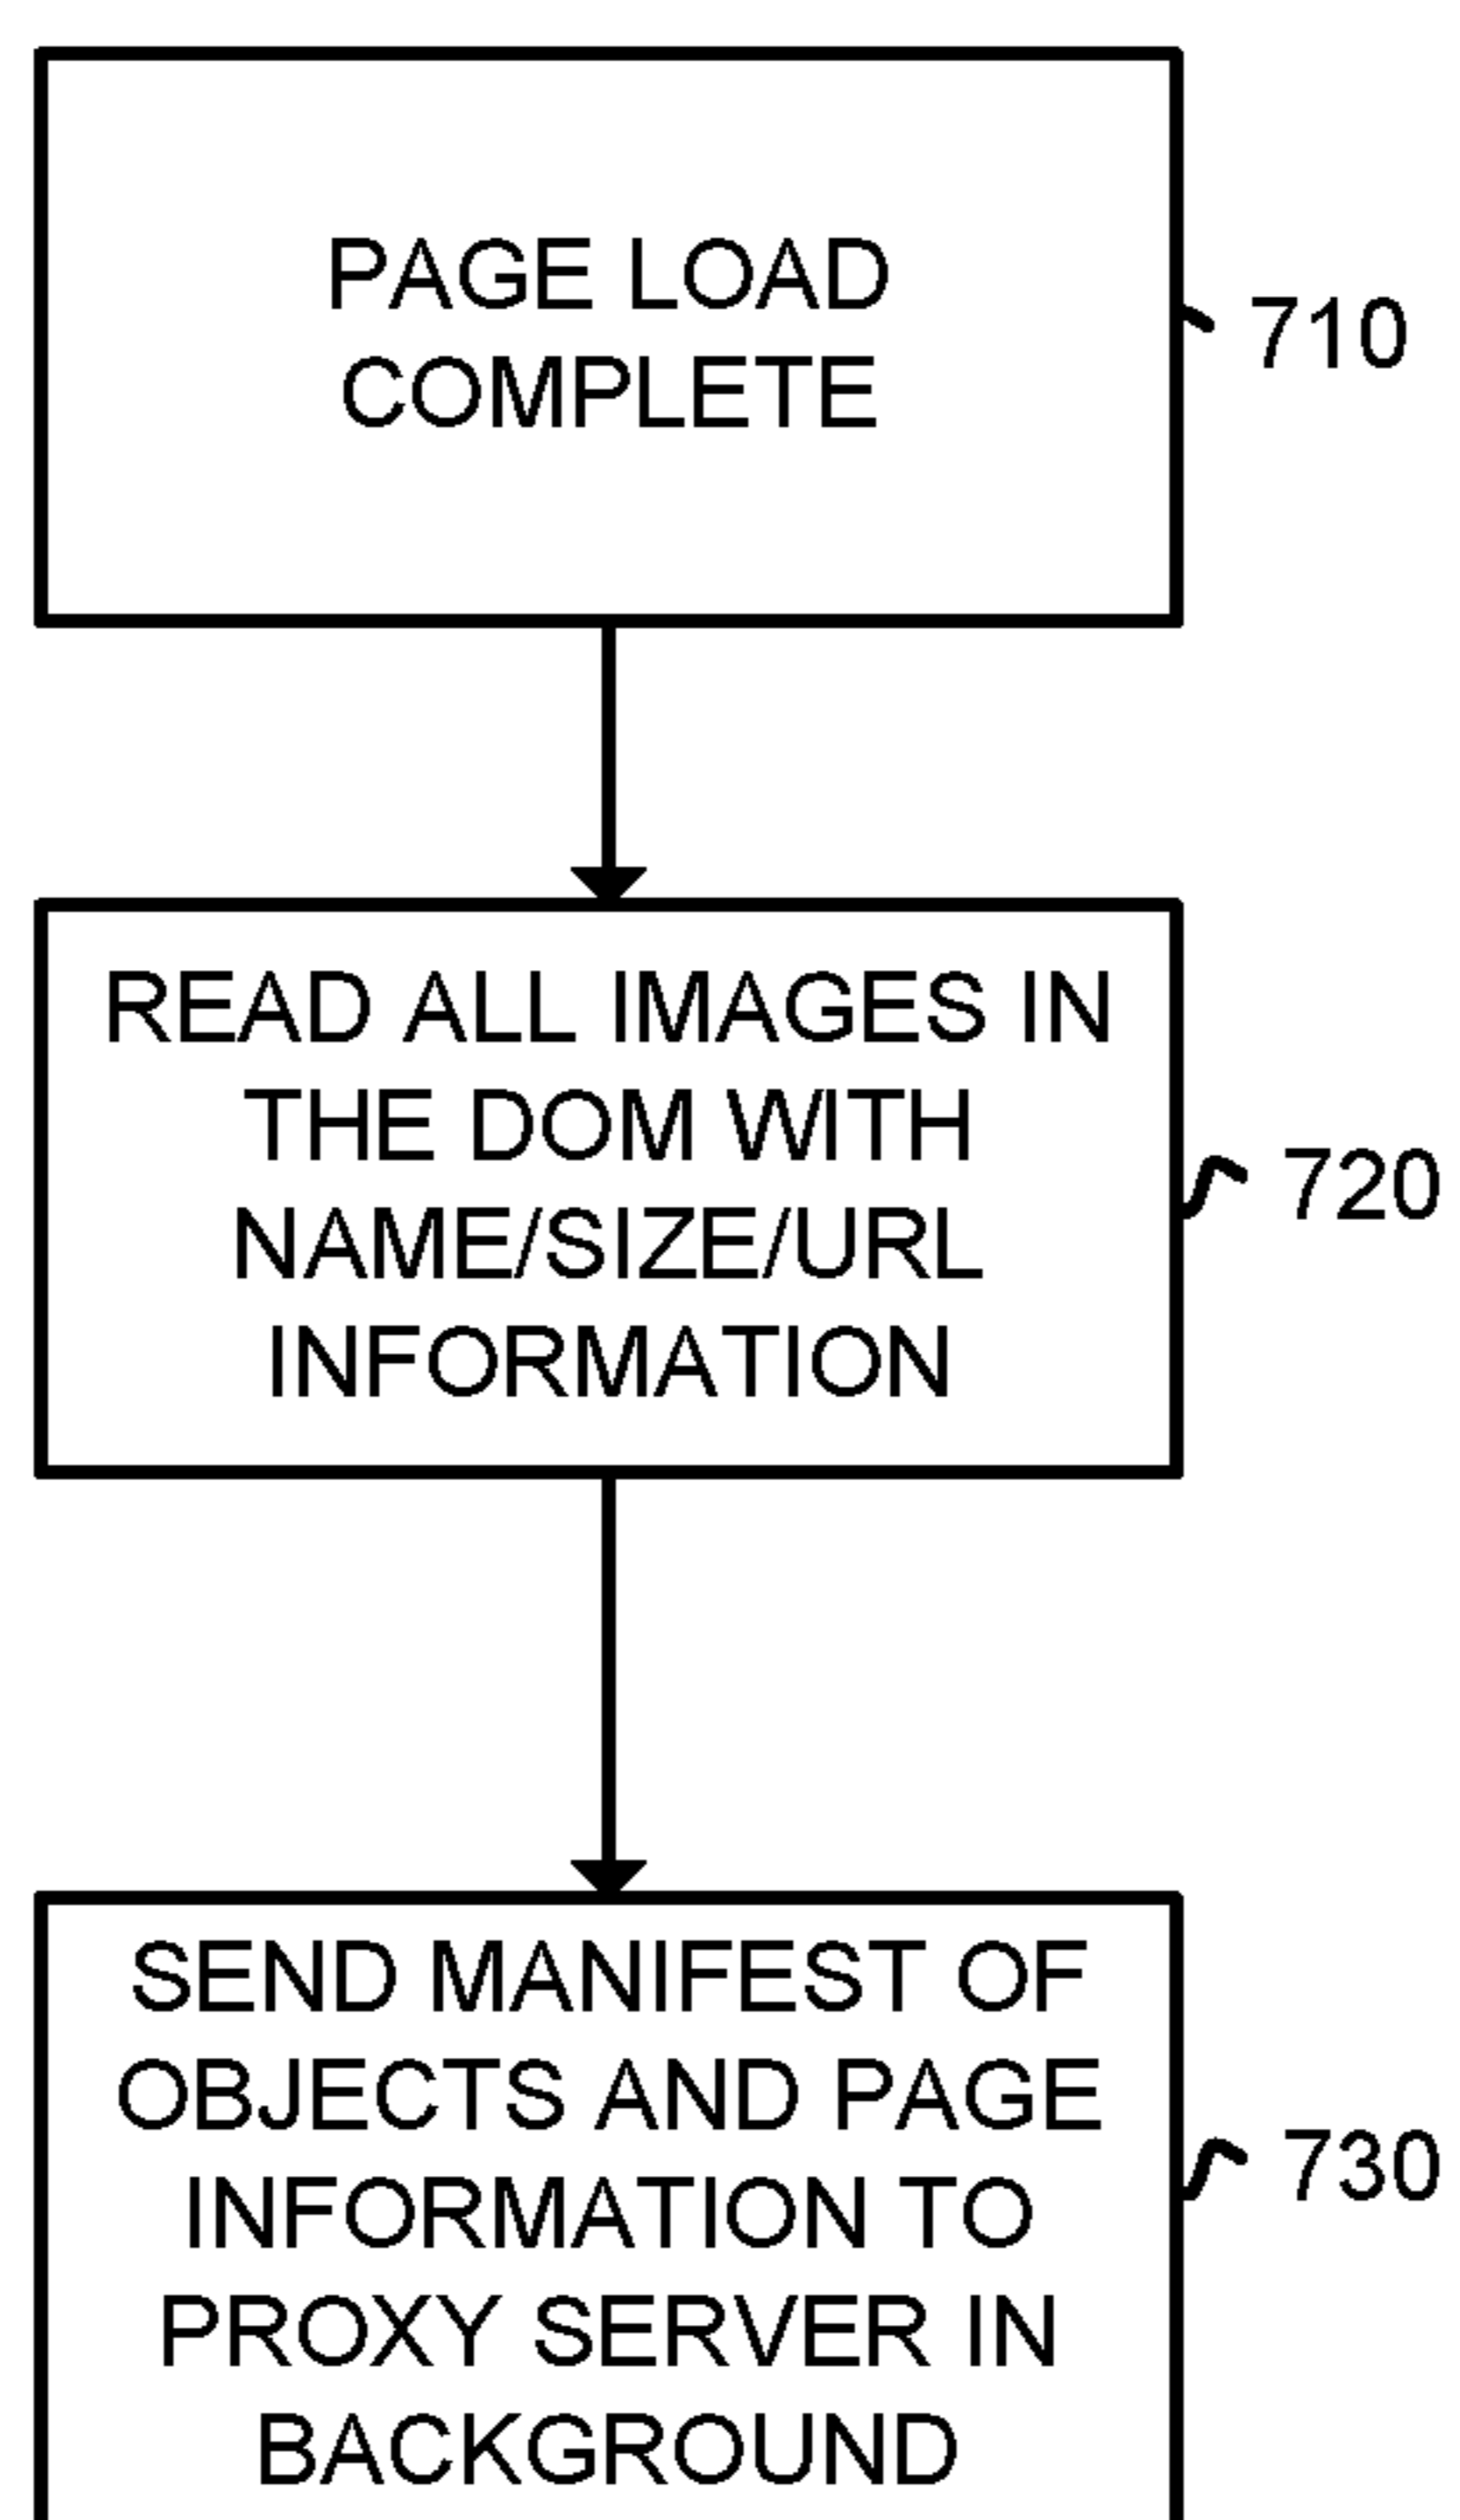 PAGE LOAD
COMPLETE
710
READ ALL IMAGES IN
THE DOM WITH
NAME/SIZE/URL
INFORMATION
720
SEND MANIFEST OF
OBJECTS AND PAGE
INFORMATION TO
PROXY SERVER IN
BACKGROUND
730